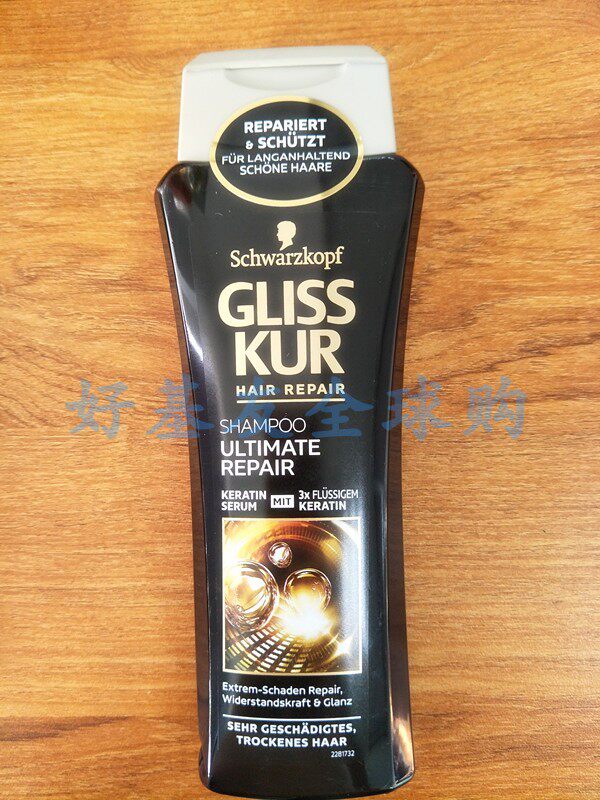 REPARIERT
& SCHÜTZT
FÜR LANGANHALTEND
SCHÖNE HAARE
Schwarzkopf
GLISS
KUR
HAIR REPAIR
好基友全球购
SHAMPOO
ULTIMATE
REPAIR
KERATIN SERUM MIT 3x FLÜSSIGEM KERATIN
Extrem-Schaden Repair,
Widerstandskraft & Glanz
SEHR GESCHÄDIGTES,
TROCKENES HAAR
2281732